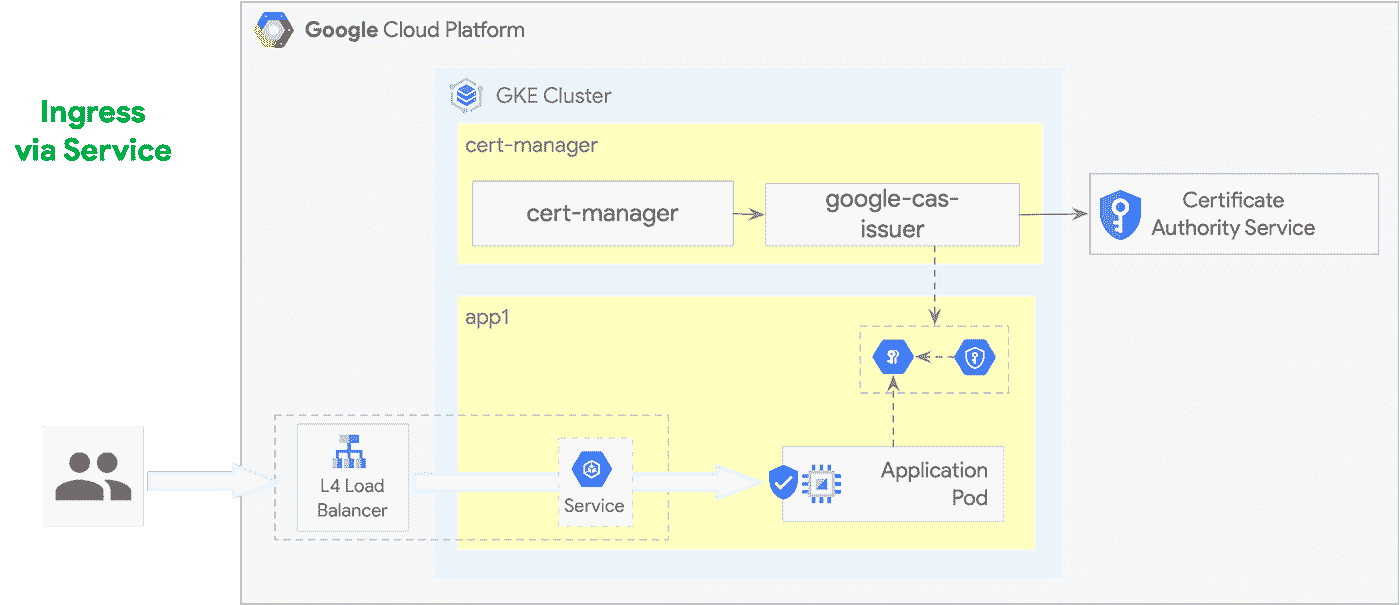 Google Cloud Platform
Ingress
via Service
GKE Cluster
cert-manager
cert-manager
google-cas-
issuer
Certificate
Authority Service
app1
L4 Load
Balancer
Service
Application
Pod